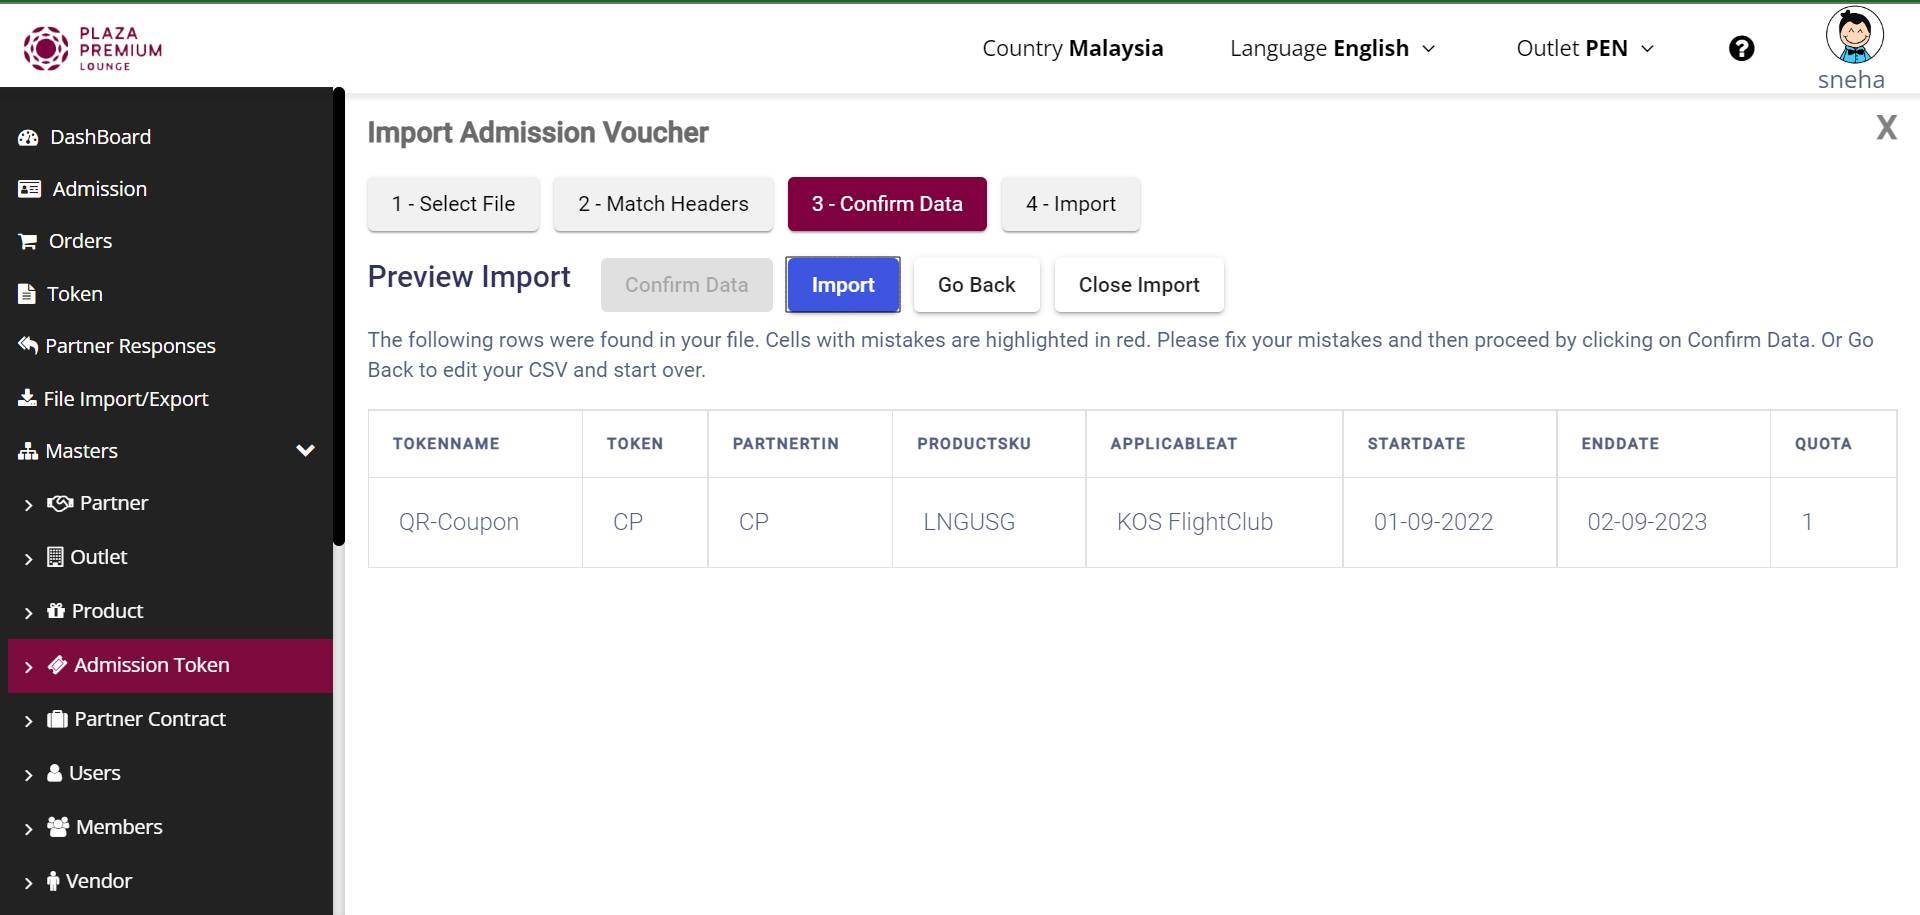 PLAZA
PREMIUM
LOUNGE
Country Malaysia
Language English
Outlet PEN
sneha
DashBoard
Admission
Orders
Token
Partner Responses
File Import/Export
Masters
Partner
Outlet
Product
Admission Token
Partner Contract
Users
Members
Vendor
Import Admission Voucher
X
1 - Select File
2 - Match Headers
3 - Confirm Data
4 - Import
Preview Import
Confirm Data
Import
Go Back
Close Import
The following rows were found in your file. Cells with mistakes are highlighted in red. Please fix your mistakes and then proceed by clicking on Confirm Data. Or Go
Back to edit your CSV and start over.
TOKENNAME TOKEN PARTNERTIN PRODUCTSKU APPLICABLEAT STARTDATE ENDDATE QUOTA
QR-Coupon CP CP LNGUSG KOS FlightClub 01-09-2022 02-09-2023 1